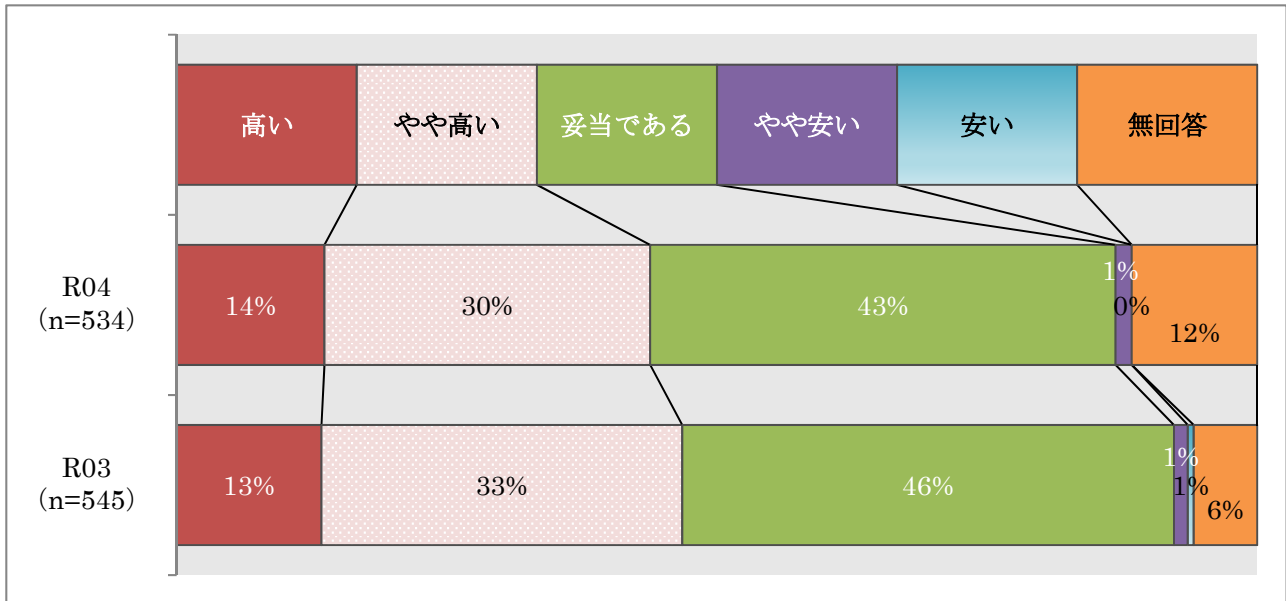 高い
やや高い
妥当である
やや安い
安い
無回答
R04
（n=534）
14%
30%
43%
1%
0%
12%
R03
（n=545）
13%
33%
46%
1%
1%
6%